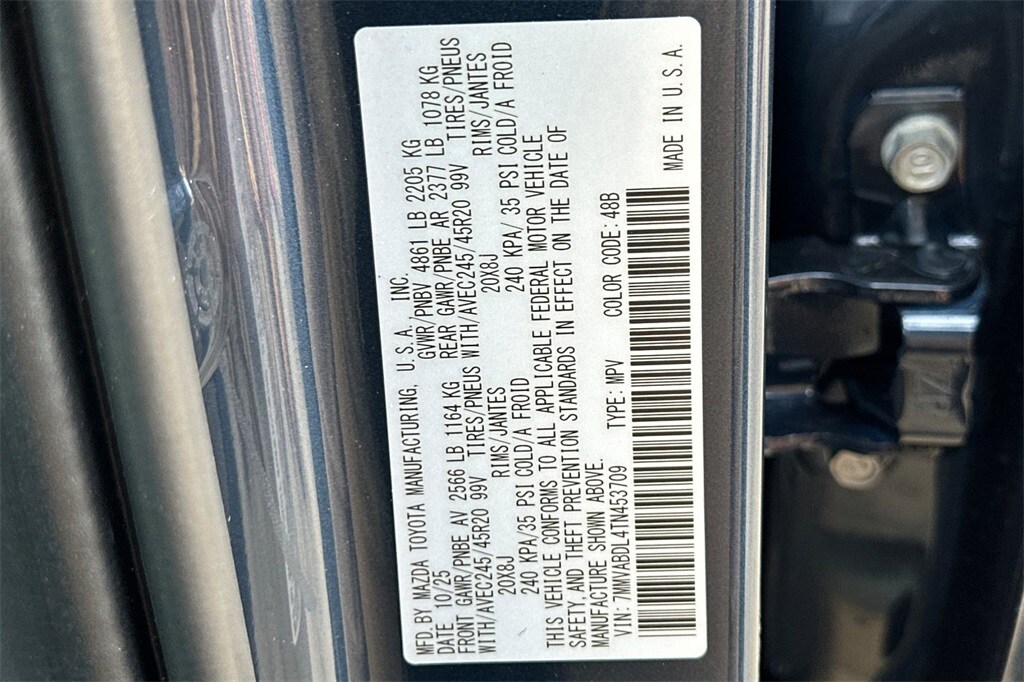 MFD. BY MAZDA TOYOTA MANUFACTURING, U.S.A., INC.
DATE 10/25 GVWR/PNBV 4861 LB 2205 KG
FRONT GAWR/PNBE AV 2566 LB 1164 KG REAR GAWR/PNBE AR 2377 LB 1078 KG
WITH/AVEC245/45R20 99V TIRES/PNEUS WITH/AVEC245/45R20 99V TIRES/PNEUS
20X8J RIMS/JANTES 20X8J RIMS/JANTES
240 KPA/35 PSI COLD/A FROID 240 KPA/35 PSI COLD/A FROID
THIS VEHICLE CONFORMS TO ALL APPLICABLE FEDERAL MOTOR VEHICLE
SAFETY AND THEFT PREVENTION STANDARDS IN EFFECT ON THE DATE OF
MANUFACTURE SHOWN ABOVE.
VIN: 7MMVABDL4TN453709 TYPE: MPV COLOR CODE: 48B
MADE IN U.S.A.